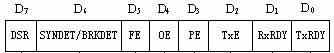 D7 D6 D5 D4 D3 D2 D1 D0
DSR SYNDET/BRKDET FE OE PE TxE RxRDY TxRDY